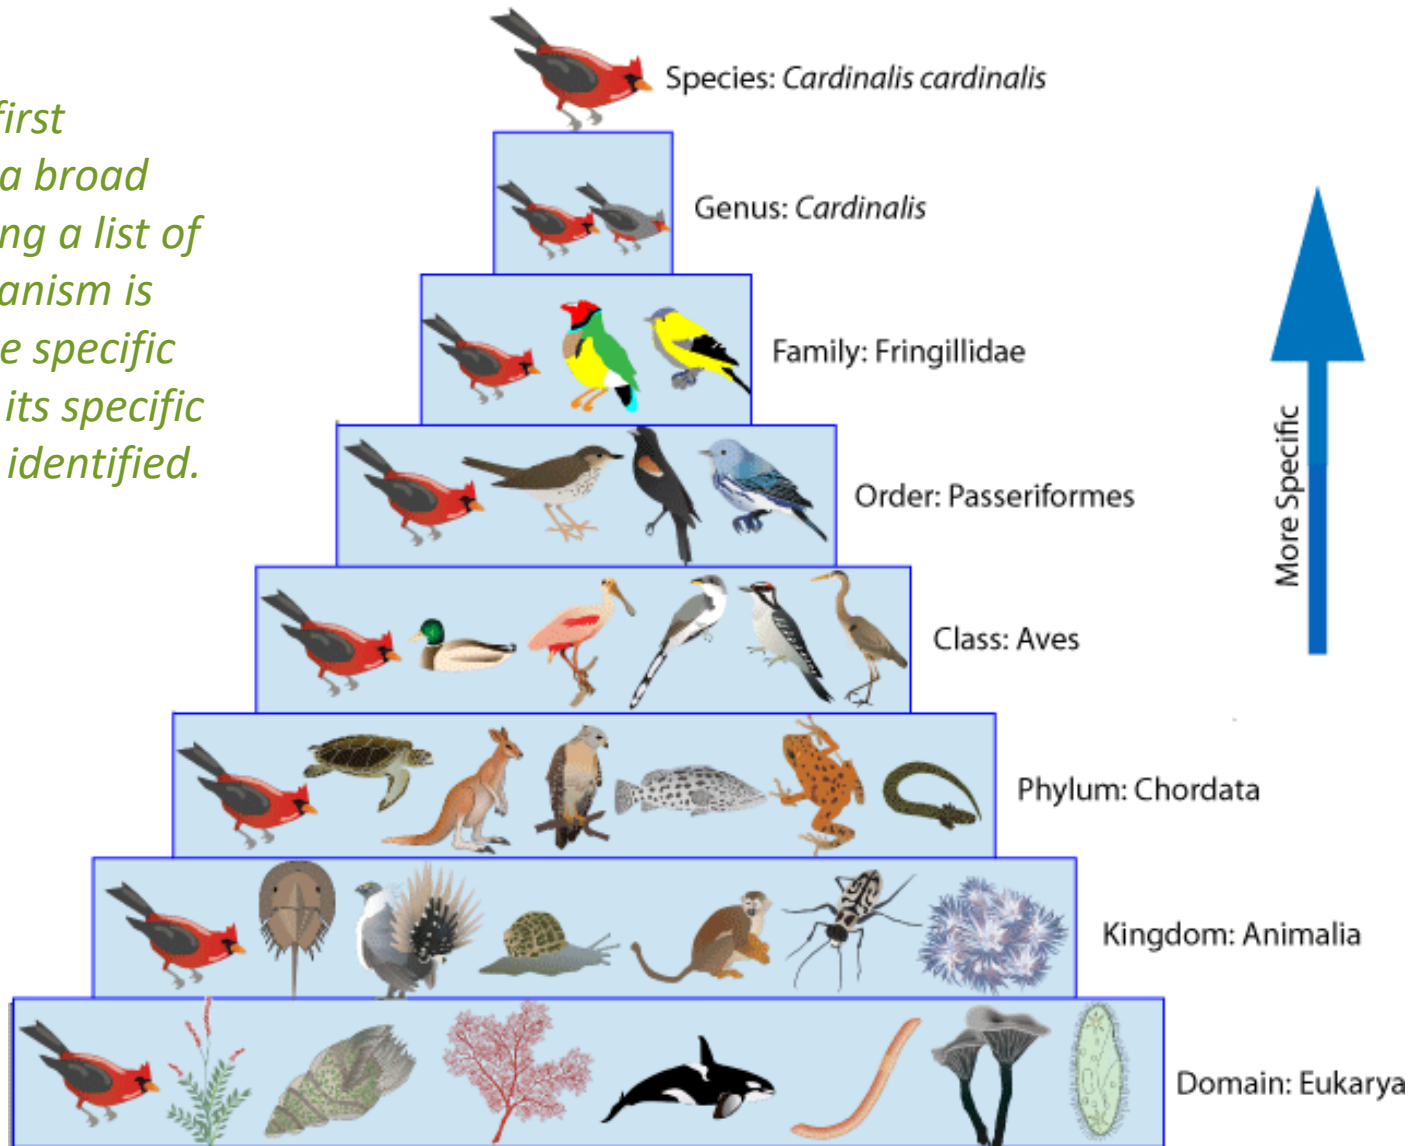 Species: Cardinalis cardinalis
first
a broad
ng a list of
anism is
e specific
its specific
identified.
Genus: Cardinalis
Family: Fringillidae
Order: Passeriformes
Class: Aves
Phylum: Chordata
Kingdom: Animalia
Domain: Eukarya
More Specific